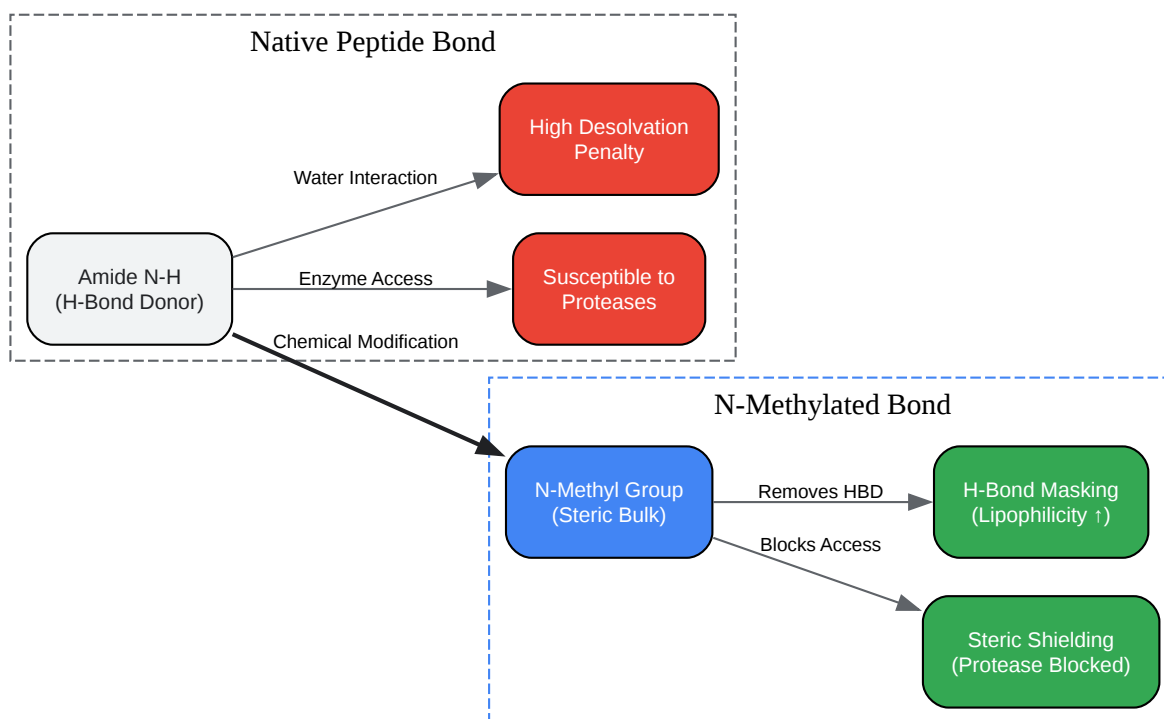 Native Peptide Bond
High Desolvation
Penalty
Water Interaction
Amide N-H
(H-Bond Donor)
Enzyme Access
Susceptible to
Proteases
Chemical Modification
N-Methylated Bond
N-Methyl Group
(Steric Bulk)
Removes HBD
H-Bond Masking
(Lipophilicity ↑)
Blocks Access
Steric Shielding
(Protease Blocked)